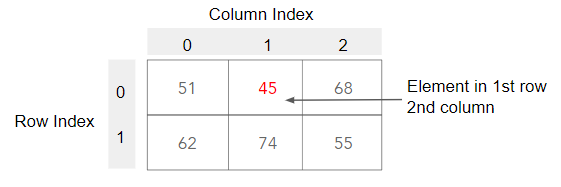 Column Index
0 1 2
0 51 45 68
Element in 1st row
2nd column
Row Index
1 62 74 55